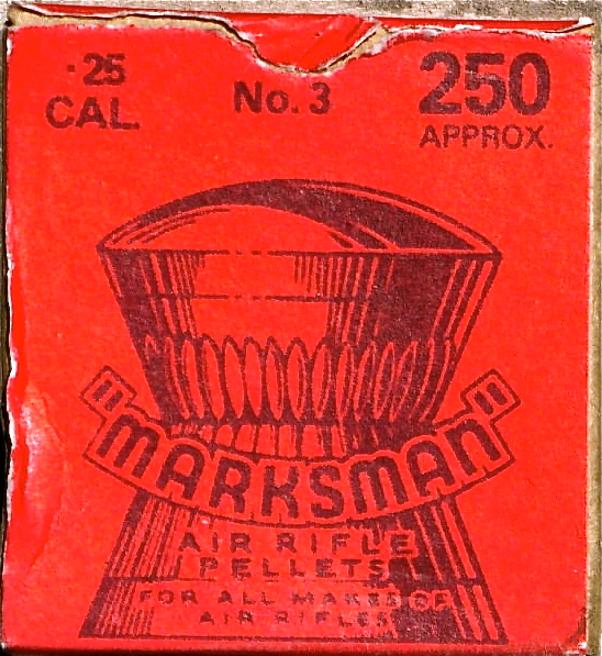 .25
CAL.
No. 3
250
APPROX.
"MARKSMAN"
AIR RIFLE
PELLETS
FOR ALL MAKES OF
AIR RIFLES